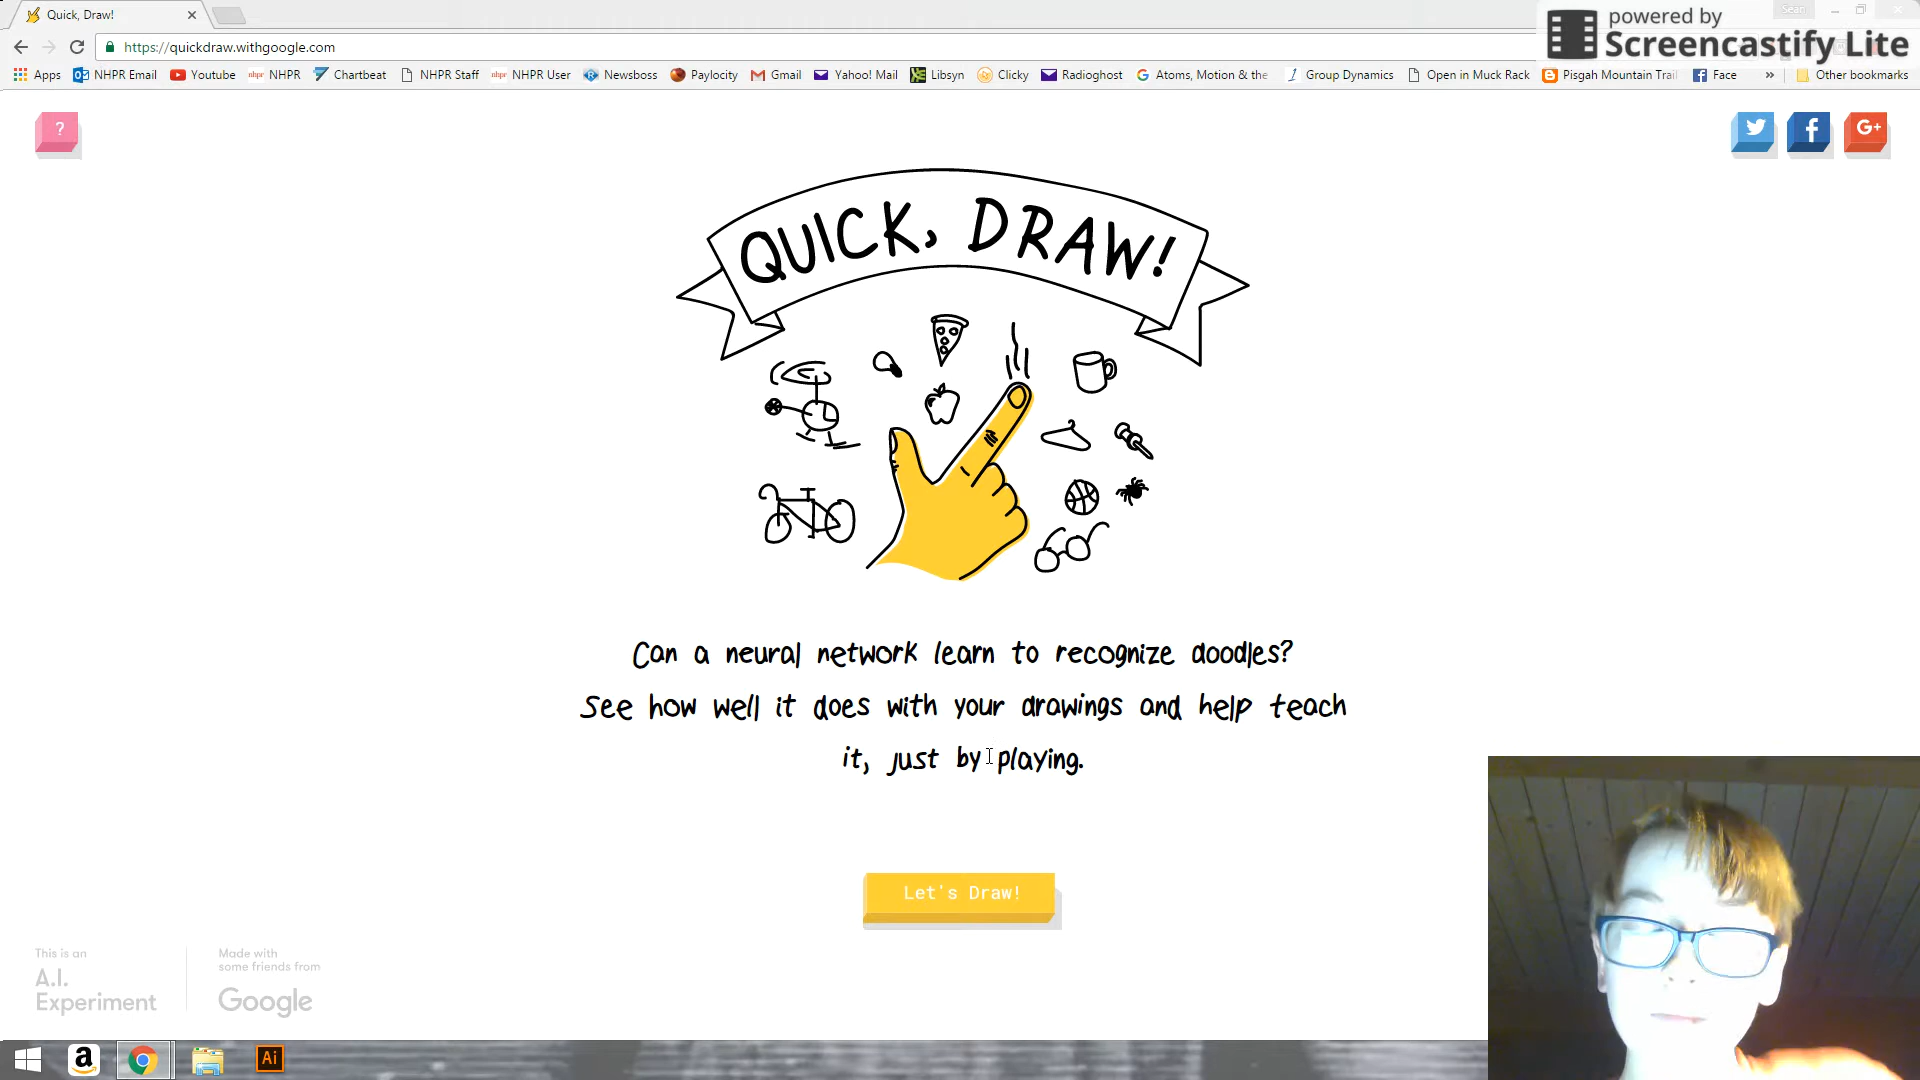 Quick, Draw!
Sean
powered by
Screencastify Lite
https://quickdraw.withgoogle.com
Apps NHPR Email Youtube NHPR Chartbeat NHPR Staff NHPR User Newsboss Paylocity Gmail Yahoo! Mail Libsyn Clicky Radioghost Atoms, Motion & the Group Dynamics Open in Muck Rack Pisgah Mountain Trai Face » Other bookmarks
?
f G+
QUICK, DRAW!
Can a neural network learn to recognize doodles?
See how well it does with your drawings and help teach
it, just by playing.
Let's Draw!
This is an
A.I.
Experiment
Made with
some friends from
Google
a Ai